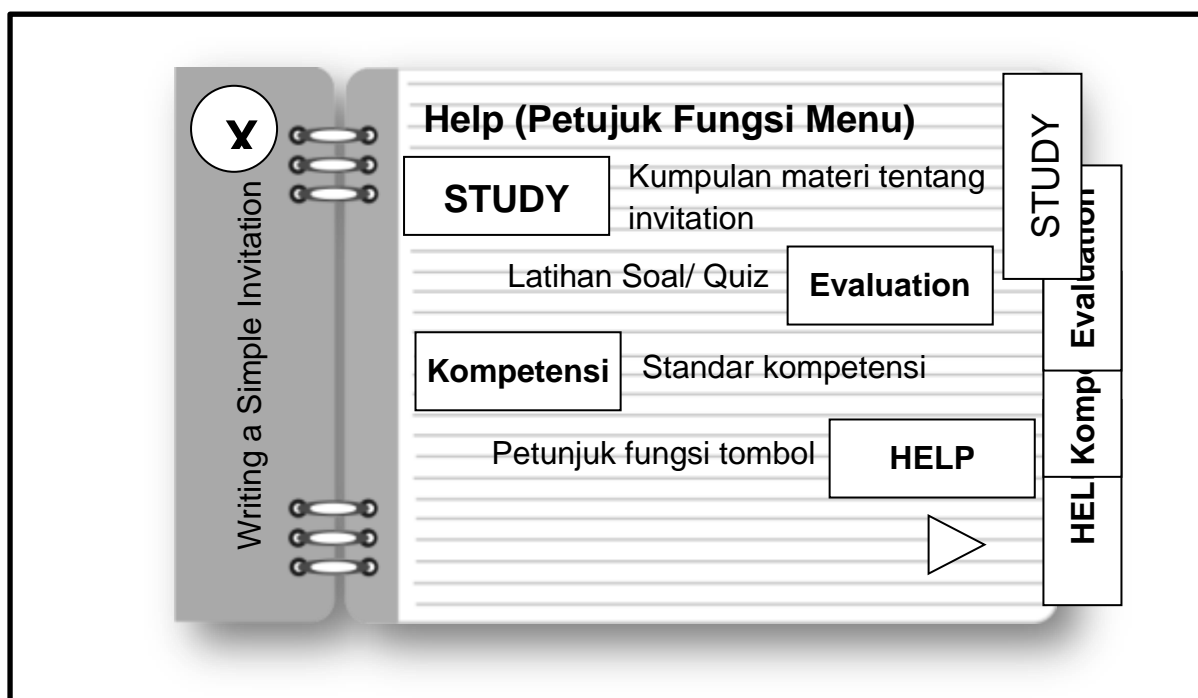 x
Writing a Simple Invitation
Help (Petujuk Fungsi Menu)
STUDY
Kumpulan materi tentang
invitation
Latihan Soal/ Quiz
Evaluation
Kompetensi
Standar kompetensi
Petunjuk fungsi tombol
HELP
STUDY
Evaluation